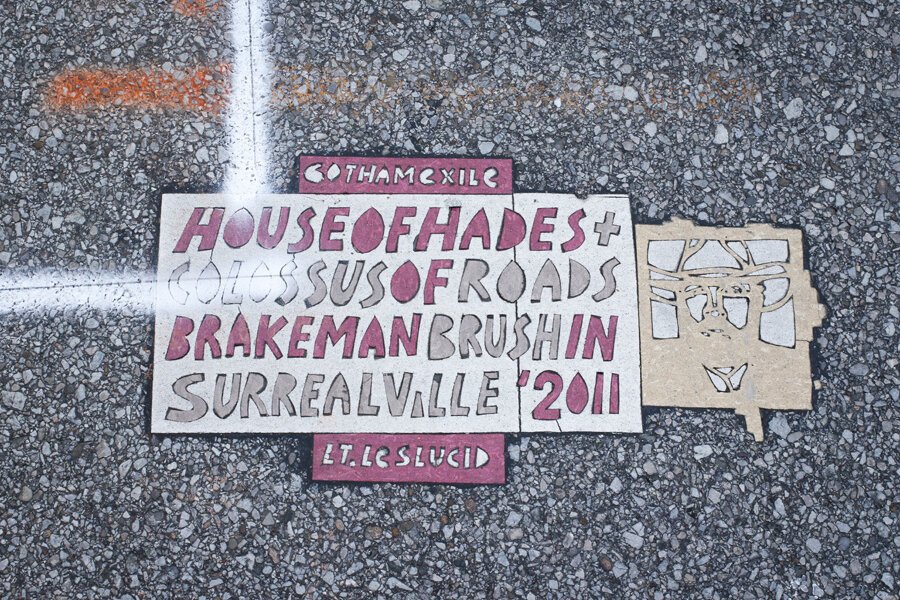 GOTHAMEXILE
HOUSEOFHADES+
COLOSSUSOFROADS
BRAKEMANBRUSHIN
SURREALViLLE '2011
LT. LESLUCID